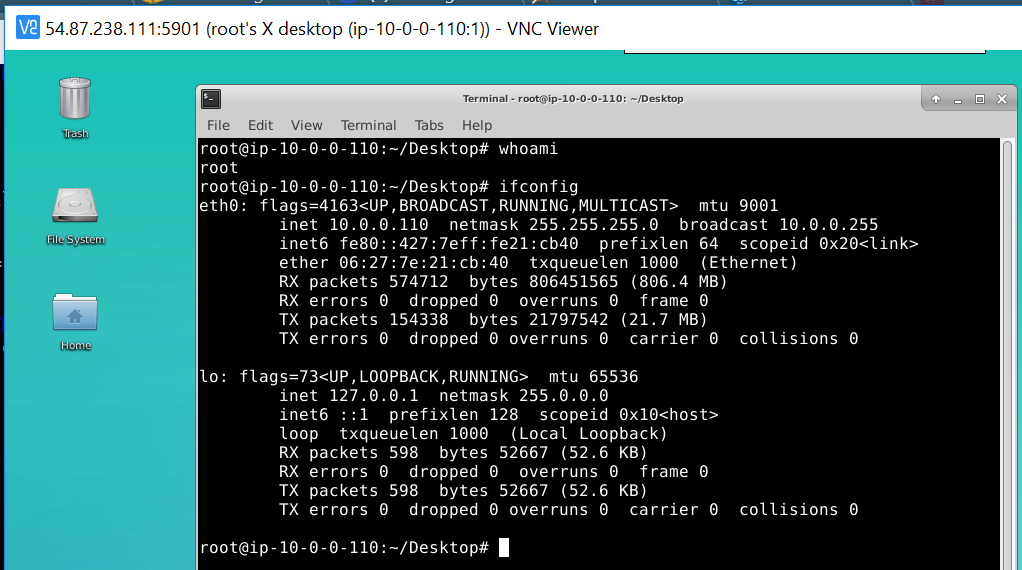 54.87.238.111:5901 (root's X desktop (ip-10-0-0-110:1)) - VNC Viewer
Trash
File System
Home
Terminal - root@ip-10-0-0-110: ~/Desktop
File Edit View Terminal Tabs Help
root@ip-10-0-0-110:~/Desktop# whoami
root
root@ip-10-0-0-110:~/Desktop# ifconfig
eth0: flags=4163<UP,BROADCAST,RUNNING,MULTICAST>  mtu 9001
        inet 10.0.0.110  netmask 255.255.255.0  broadcast 10.0.0.255
        inet6 fe80::427:7eff:fe21:cb40  prefixlen 64  scopeid 0x20<link>
        ether 06:27:7e:21:cb:40  txqueuelen 1000  (Ethernet)
        RX packets 574712  bytes 806451565 (806.4 MB)
        RX errors 0  dropped 0  overruns 0  frame 0
        TX packets 154338  bytes 21797542 (21.7 MB)
        TX errors 0  dropped 0 overruns 0  carrier 0  collisions 0
lo: flags=73<UP,LOOPBACK,RUNNING>  mtu 65536
        inet 127.0.0.1  netmask 255.0.0.0
        inet6 ::1  prefixlen 128  scopeid 0x10<host>
        loop  txqueuelen 1000  (Local Loopback)
        RX packets 598  bytes 52667 (52.6 KB)
        RX errors 0  dropped 0  overruns 0  frame 0
        TX packets 598  bytes 52667 (52.6 KB)
        TX errors 0  dropped 0 overruns 0  carrier 0  collisions 0
root@ip-10-0-0-110:~/Desktop#